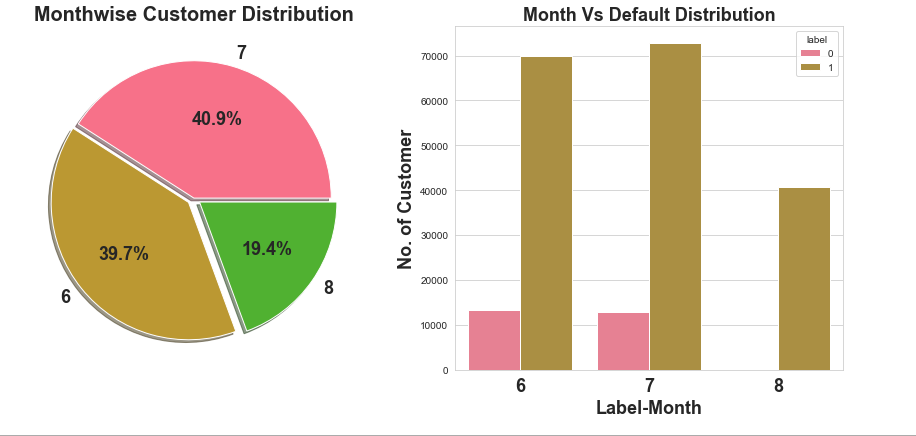 Monthwise Customer Distribution
7
40.9%
39.7%
19.4%
6
8
Month Vs Default Distribution
label
0
1
70000
60000
50000
40000
30000
20000
10000
0
No. of Customer
6 7 8
Label-Month